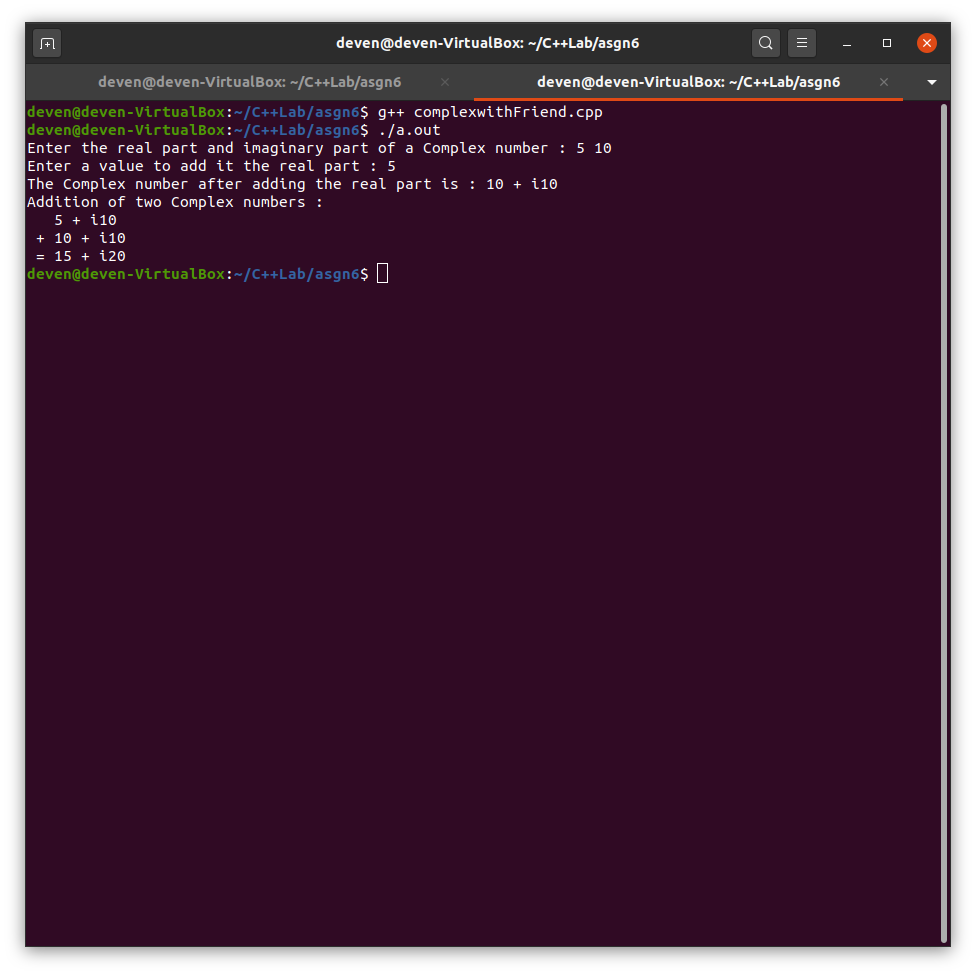 deven@deven-VirtualBox: ~/C++Lab/asgn6
deven@deven-VirtualBox: ~/C++Lab/asgn6
deven@deven-VirtualBox: ~/C++Lab/asgn6
deven@deven-VirtualBox:~/C++Lab/asgn6$ g++ complexwithFriend.cpp
deven@deven-VirtualBox:~/C++Lab/asgn6$ ./a.out
Enter the real part and imaginary part of a Complex number : 5 10
Enter a value to add it the real part : 5
The Complex number after adding the real part is : 10 + i10
Addition of two Complex numbers :
   5 + i10
 + 10 + i10
 = 15 + i20
deven@deven-VirtualBox:~/C++Lab/asgn6$